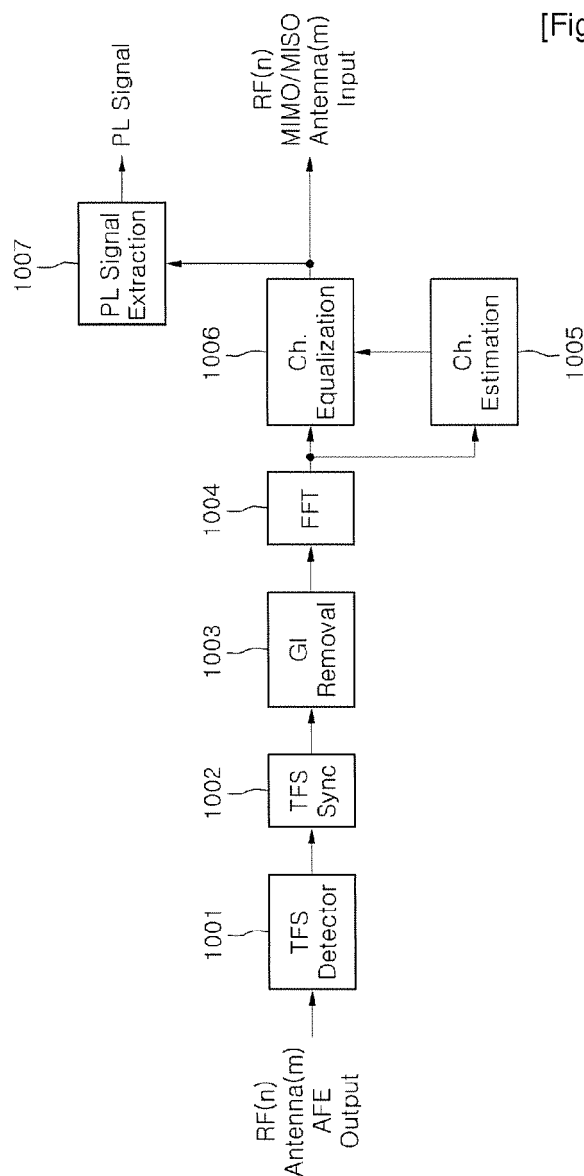 [Fig
1007
PL Signal
Extraction
PL Signal
RF(n)
Antenna(m)
AFE
Output
1001
TFS
Detector
1002
TFS
Sync
1003
GI
Removal
1004
FFT
1006
Ch.
Equalization
Ch.
Estimation
1005
RF(n)
MIMO/MISO
Antenna(m)
Input